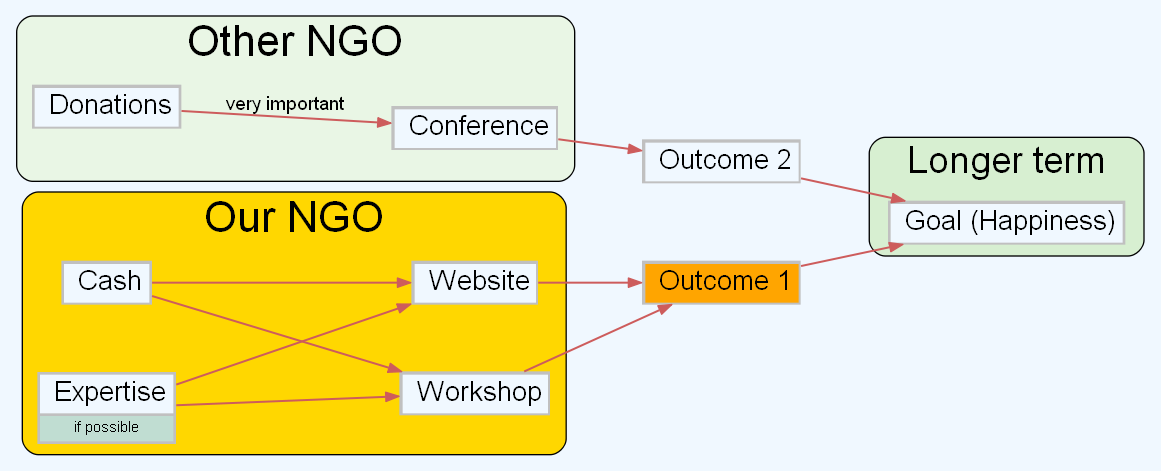 Other NGO
Donations
very important
Conference
Outcome 2
Longer term
Goal (Happiness)
Our NGO
Cash
Website
Outcome 1
Expertise
if possible
Workshop